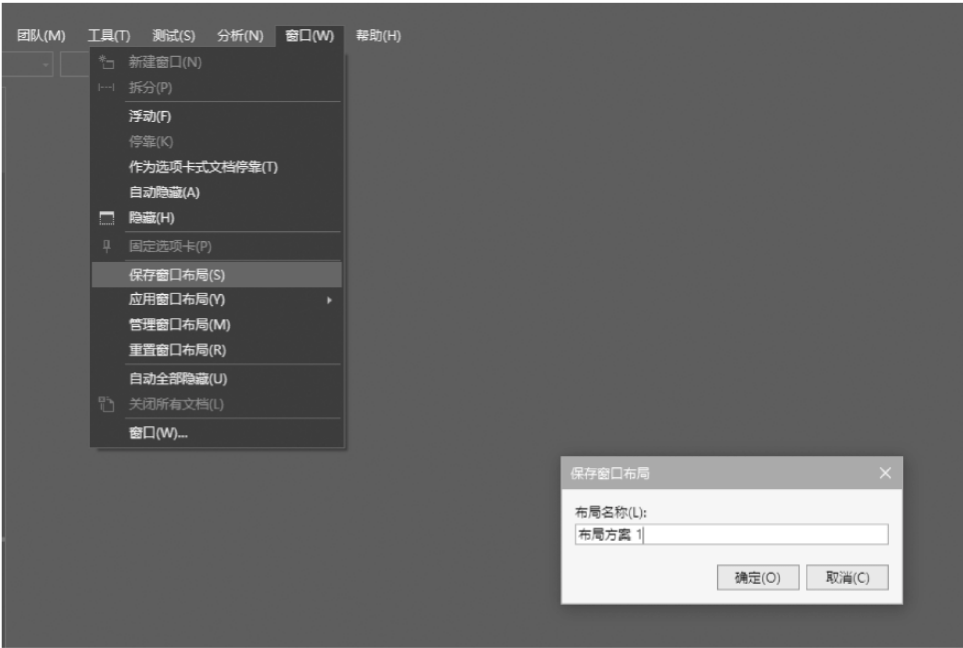 团队(M) 工具(T) 测试(S) 分析(N) 窗口(W) 帮助(H)
新建窗口(N)
拆分(P)
浮动(F)
停靠(K)
作为选项卡式文档停靠(T)
自动隐藏(A)
隐藏(H)
固定选项卡(P)
保存窗口布局(S)
应用窗口布局(Y)
管理窗口布局(M)
重置窗口布局(R)
自动全部隐藏(U)
关闭所有文档(L)
窗口(W)...
保存窗口布局
布局名称(L):
布局方案 1
确定(O) 取消(C)